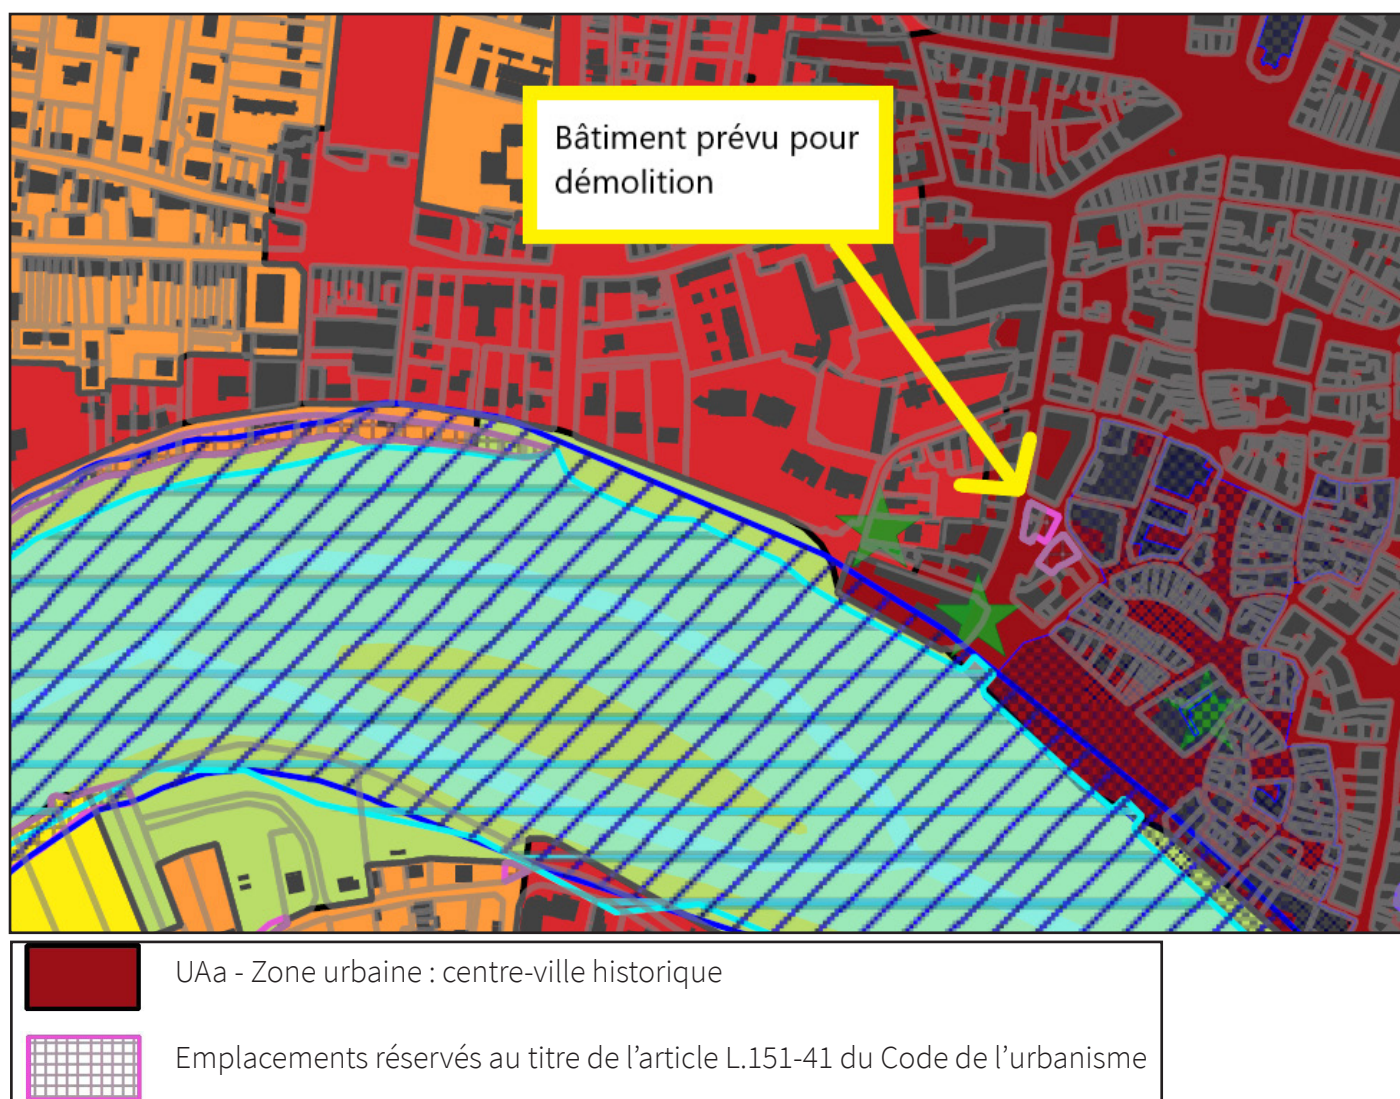 Bâtiment prévu pour
démolition
UAa - Zone urbaine : centre-ville historique
Emplacements réservés au titre de l’article L.151-41 du Code de l’urbanisme